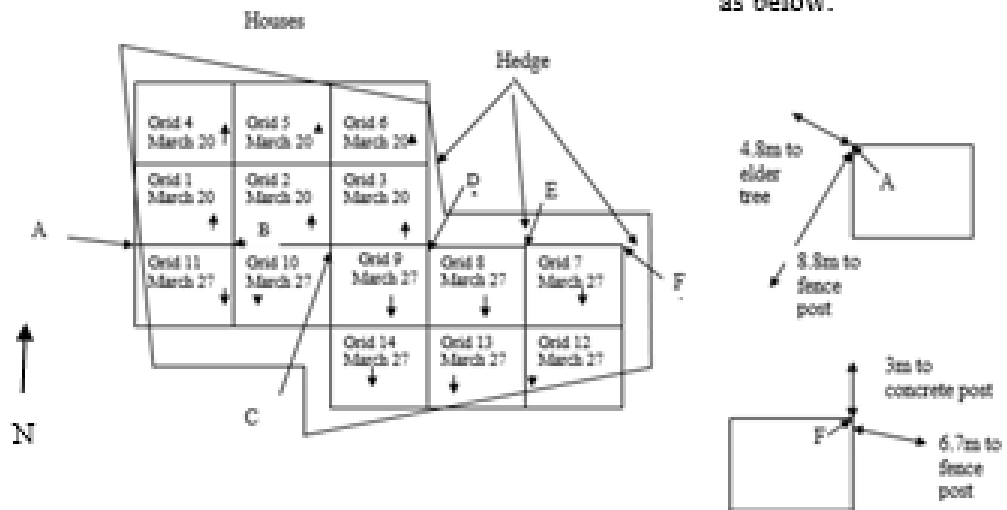 as below.
Houses
Hedge
Grid 4
March 20
Grid 5
March 20
Grid 6
March 20
Grid 1
March 20
Grid 2
March 20
Grid 3
March 20
D
E
A
B
Grid 11
March 27
Grid 10
March 27
Grid 9
March 27
Grid 8
March 27
Grid 7
March 27
F
Grid 14
March 27
Grid 13
March 27
Grid 12
March 27
C
N
4.8m to
elder
tree
A
8.8m to
fence
post
3m to
concrete post
F
6.7m to
fence
post